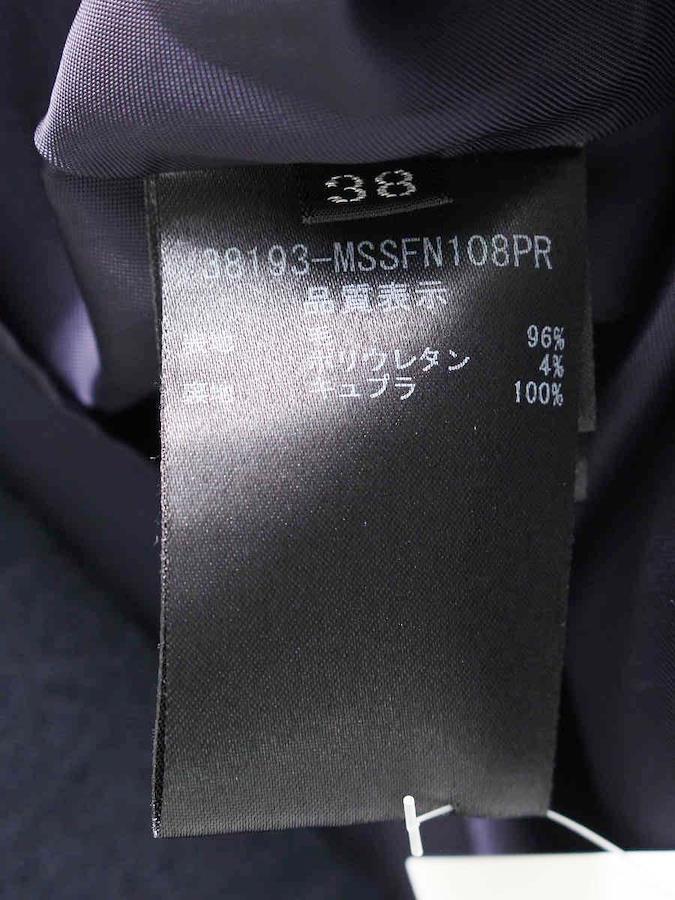 38
38193-MSSFN108PR
品質表示
表地 毛 96%
ポリウレタン 4%
裏地 キュプラ 100%